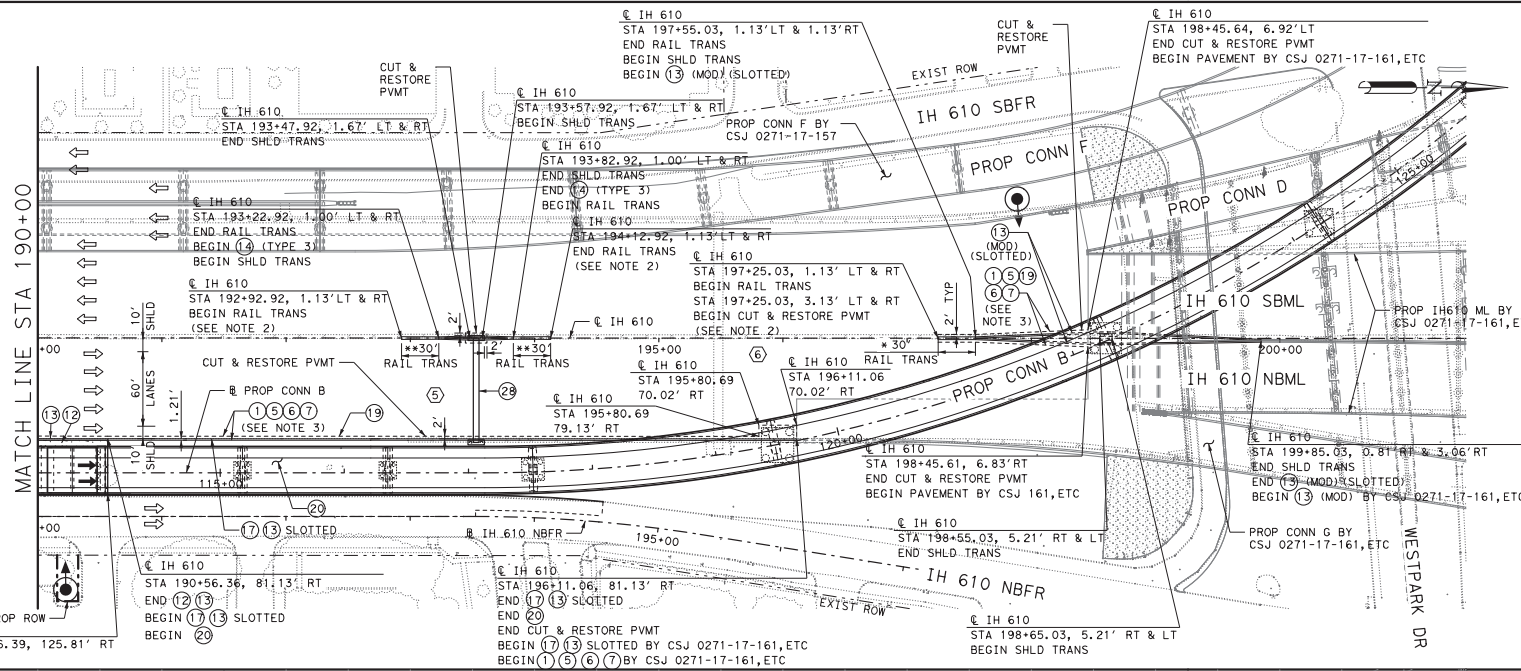 ℄ IH 610
STA 197+55.03, 1.13'LT & 1.13'RT
END RAIL TRANS
BEGIN SHLD TRANS
BEGIN 13 (MOD) (SLOTTED)
CUT &
RESTORE
PVMT
℄ IH 610
STA 198+45.64, 6.92'LT
END CUT & RESTORE PVMT
BEGIN PAVEMENT BY CSJ 0271-17-161,ETC
CUT &
RESTORE
PVMT
EXIST ROW
N
℄ IH 610
STA 193+57.92, 1.67' LT & RT
BEGIN SHLD TRANS
IH 610 SBFR
℄ IH 610
STA 193+47.92, 1.67' LT & RT
END SHLD TRANS
PROP CONN F BY
CSJ 0271-17-157
℄ IH 610
STA 193+82.92, 1.00' LT & RT
END SHLD TRANS
END 14 (TYPE 3)
BEGIN RAIL TRANS
PROP CONN F
125+00
PROP CONN D
℄ IH 610
STA 193+22.92, 1.00' LT & RT
END RAIL TRANS
BEGIN 14 (TYPE 3)
BEGIN SHLD TRANS
℄ IH 610
STA 194+12.92, 1.13'LT & RT
END RAIL TRANS
(SEE NOTE 2)
13
(MOD)
(SLOTTED)
1 5 19
6 7
(SEE
NOTE 3)
℄ IH 610
STA 197+25.03, 1.13' LT & RT
BEGIN RAIL TRANS
STA 197+25.03, 3.13' LT & RT
BEGIN CUT & RESTORE PVMT
(SEE NOTE 2)
℄ IH 610
STA 192+92.92, 1.13'LT & RT
BEGIN RAIL TRANS
(SEE NOTE 2)
MATCH LINE STA 190+00
10'
SHLD
2'
℄ IH 610
2' TYP
IH 610 SBML
PROP IH610 ML BY
CSJ 0271-17-161,E
+00
**30'
RAIL TRANS
2'
**30'
RAIL TRANS
195+00
6
* 30'
RAIL TRANS
200+00
CUT & RESTORE PVMT
60'
LANES
℄ IH 610
STA 195+80.69
70.02' RT
℄ IH 610
STA 196+11.06
70.02' RT
PROP CONN B
IH 610 NBML
PROP CONN B
1 5 6 7
(SEE NOTE 3)
19
5
28
STA 195+80.69
79.13' RT
13 12
1.21'
2'
10'
SHLD
120+00
℄ IH 610
STA 198+45.61, 6.83'RT
END CUT & RESTORE PVMT
BEGIN PAVEMENT BY CSJ 161,ETC
℄ IH 610
STA 199+85.03, 0.81'RT & 3.06'RT
END SHLD TRANS
END 13 (MOD) (SLOTTED)
BEGIN 13 (MOD) BY CSJ 0271-17-161,ETC
115+00
20
17 13 SLOTTED
IH 610 NBFR
195+00
℄ IH 610
STA 198+55.03, 5.21' RT & LT
END SHLD TRANS
PROP CONN G BY
CSJ 0271-17-161,ETC
WESTPARK DR
+00
IH 610 NBFR
EXIST ROW
℄ IH 610
STA 190+56.36, 81.13' RT
END 12 13
BEGIN 17 13 SLOTTED
BEGIN 20
℄ IH 610
STA 196+11.06, 81.13' RT
END 17 13 SLOTTED
END 20
END CUT & RESTORE PVMT
BEGIN 17 13 SLOTTED BY CSJ 0271-17-161,ETC
BEGIN 1 5 6 7 BY CSJ 0271-17-161,ETC
℄ IH 610
STA 198+65.03, 5.21' RT & LT
BEGIN SHLD TRANS
ROP ROW
6.39, 125.81' RT